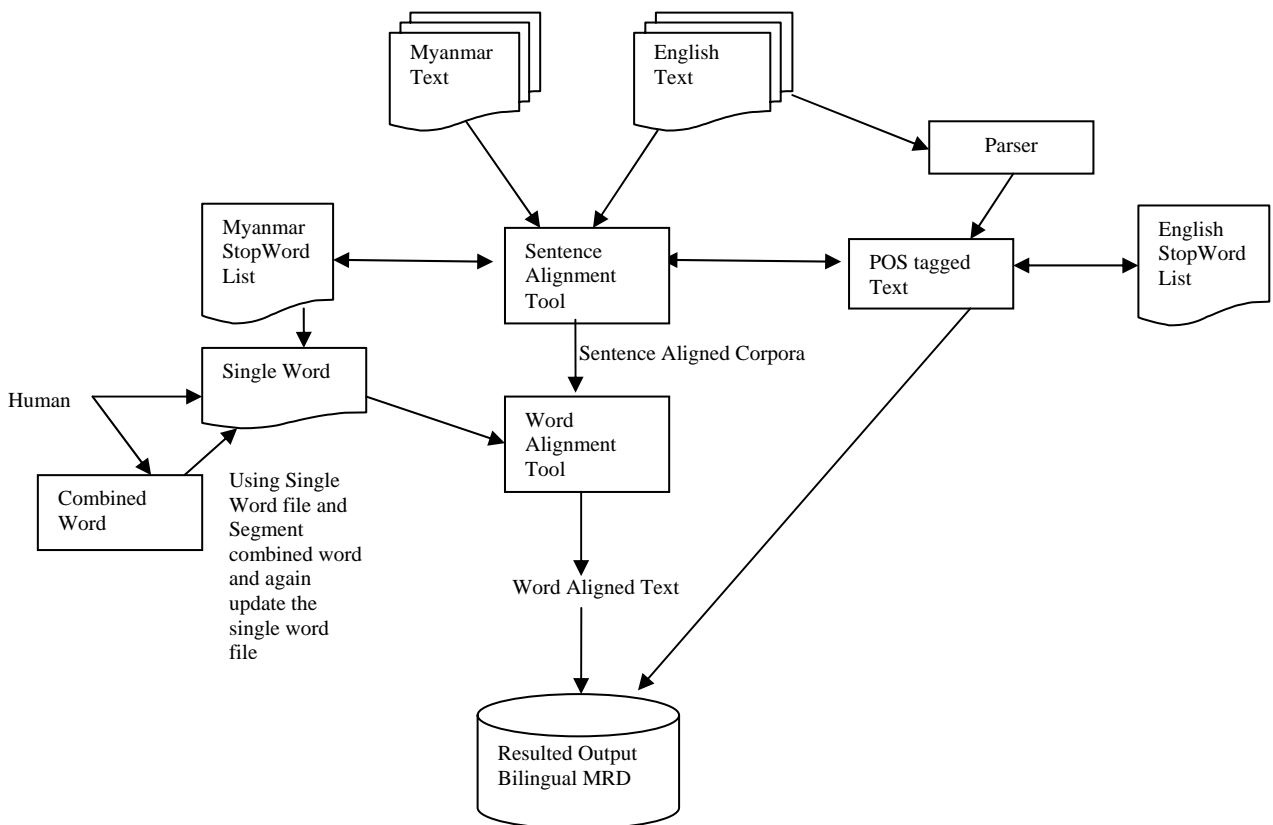 Myanmar
Text
English
Text
Parser
Myanmar
StopWord
List
Sentence
Alignment
Tool
POS tagged
Text
English
StopWord
List
Sentence Aligned Corpora
Single Word
Human
Word
Alignment
Tool
Combined
Word
Using Single
Word file and
Segment
combined word
and again
update the
single word
file
Word Aligned Text
Resulted Output
Bilingual MRD